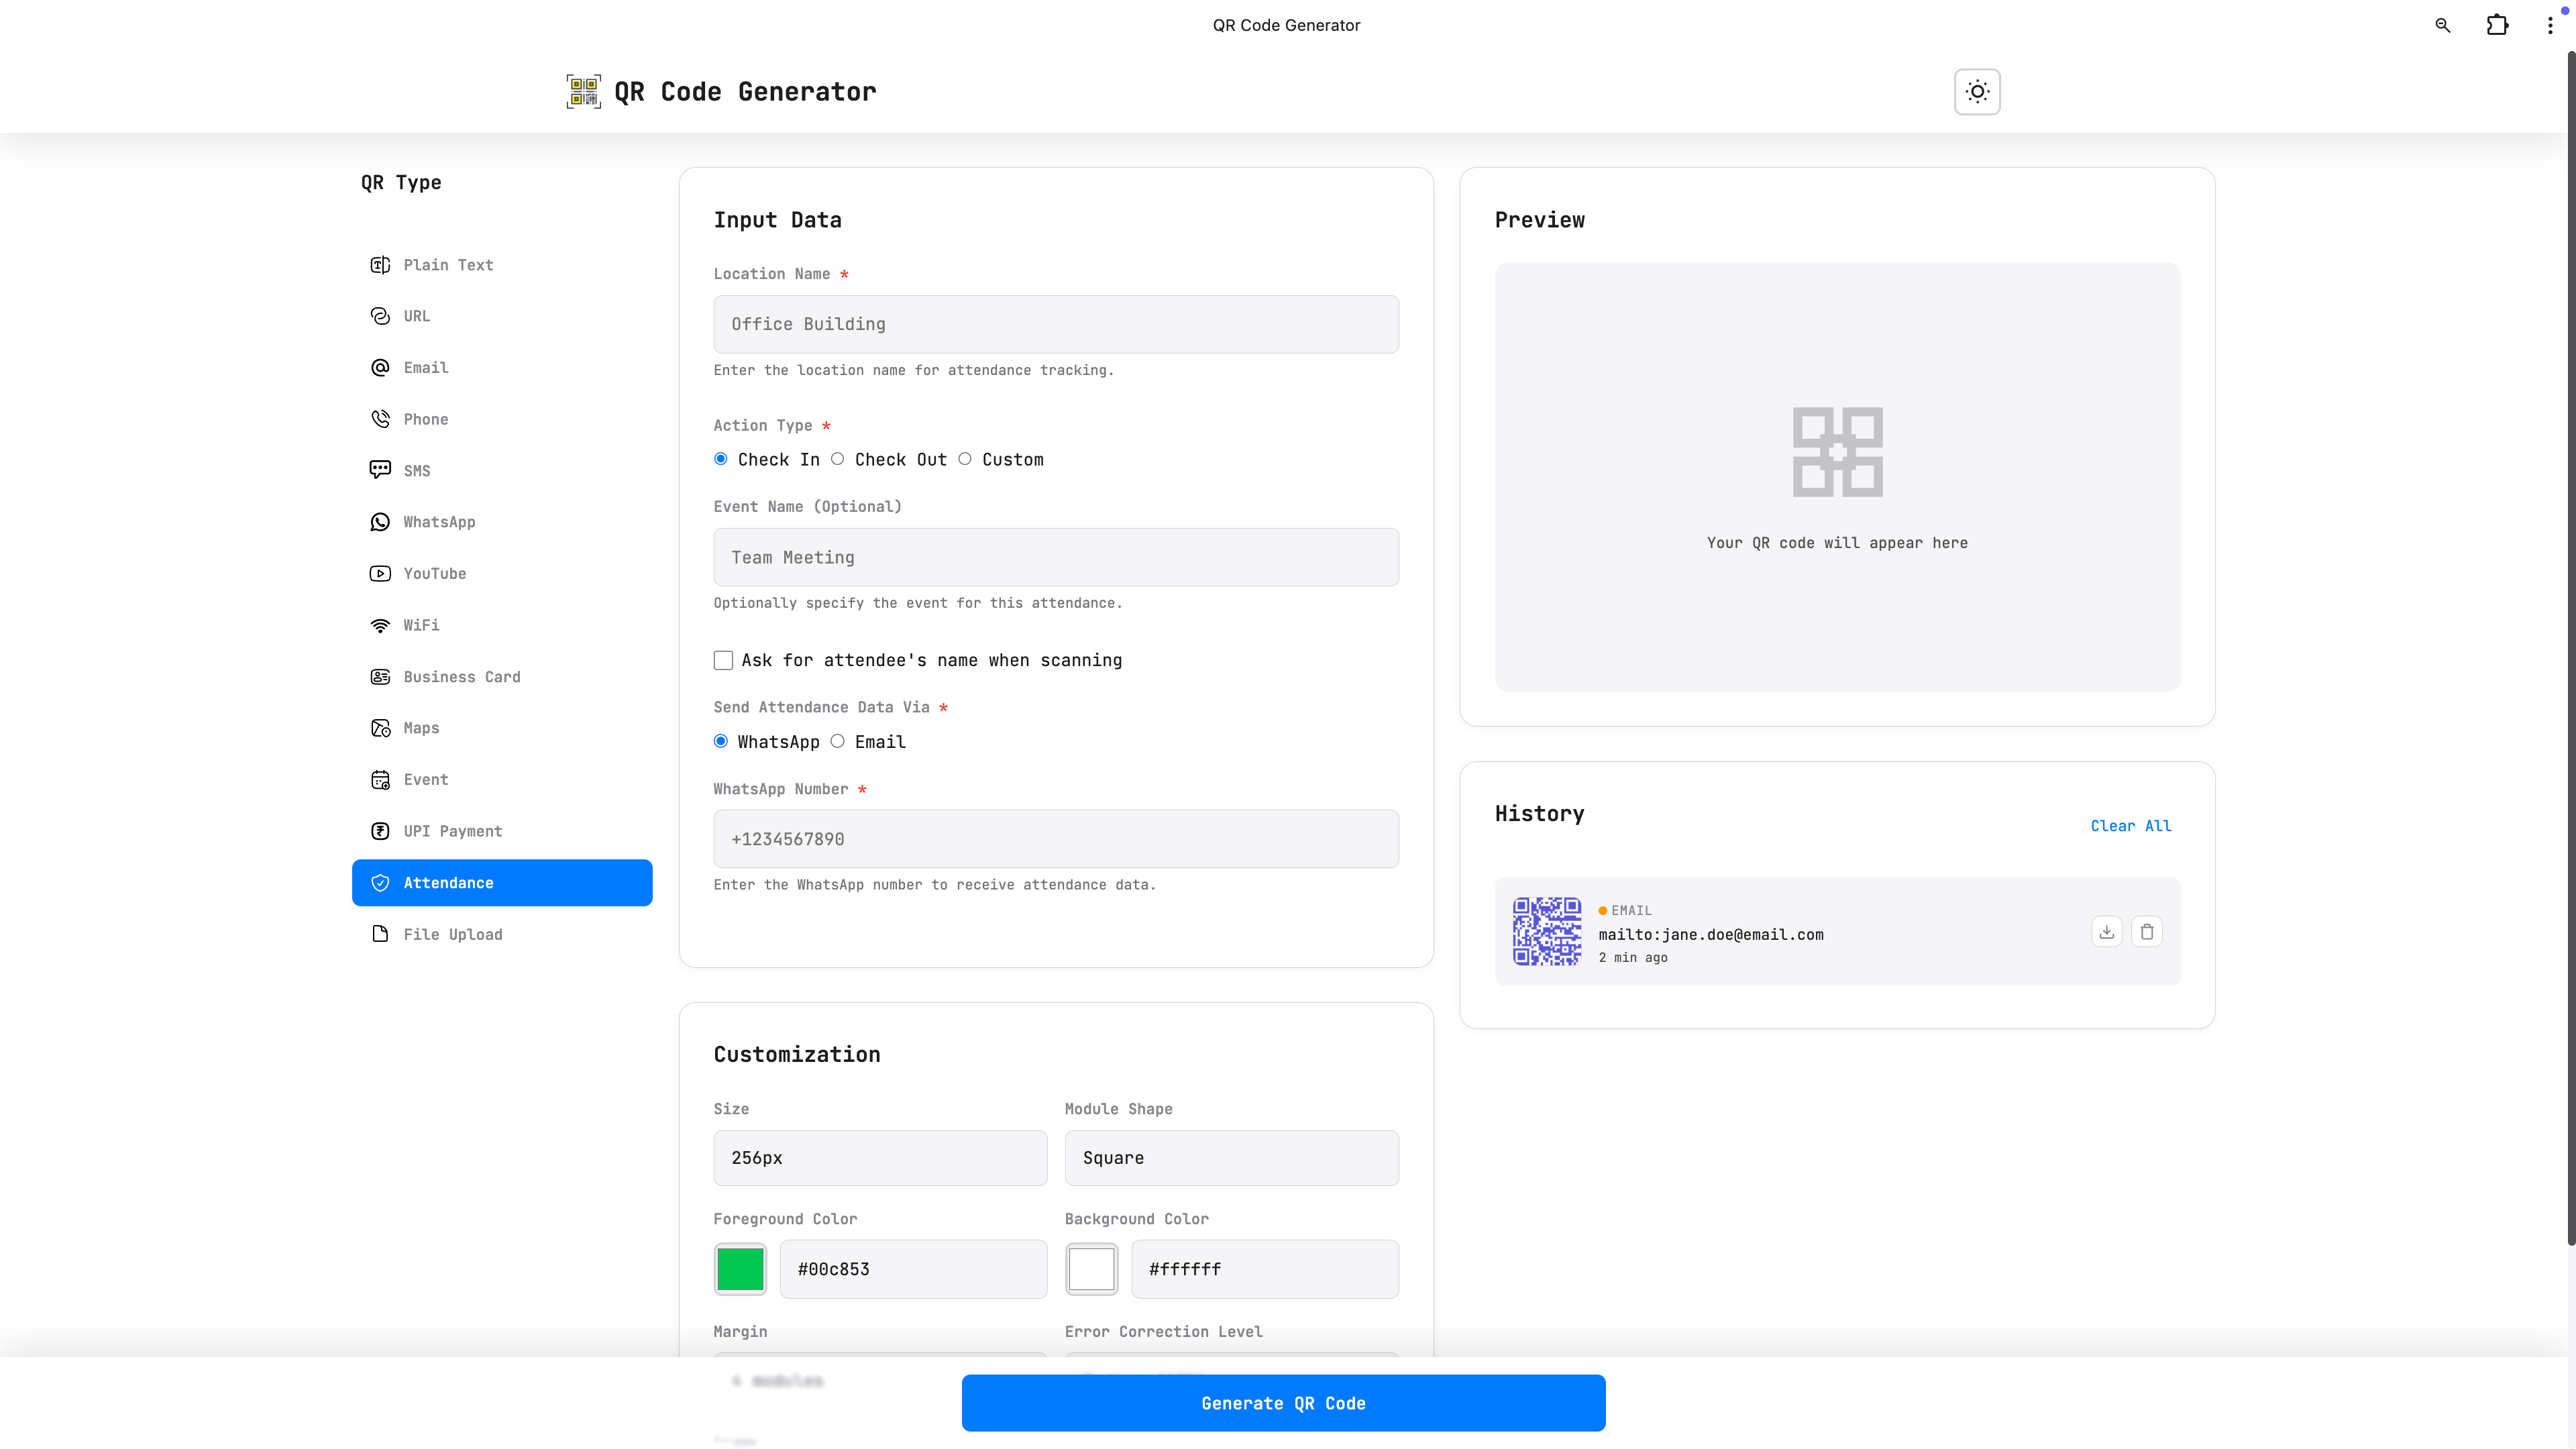 QR Code Generator
QR Code Generator
QR Type
Plain Text
URL
Email
Phone
SMS
WhatsApp
YouTube
WiFi
Business Card
Maps
Event
UPI Payment
Attendance
File Upload
Input Data
Location Name *
Office Building
Enter the location name for attendance tracking.
Action Type *
Check In Check Out Custom
Event Name (Optional)
Team Meeting
Optionally specify the event for this attendance.
Ask for attendee's name when scanning
Send Attendance Data Via *
WhatsApp Email
WhatsApp Number *
+1234567890
Enter the WhatsApp number to receive attendance data.
Customization
Size
Module Shape
256px
Square
Foreground Color
Background Color
#00c853
#ffffff
Margin
Error Correction Level
4 modules
Generate QR Code
Preview
Your QR code will appear here
History
Clear All
EMAIL
mailto:jane.doe@email.com
2 min ago